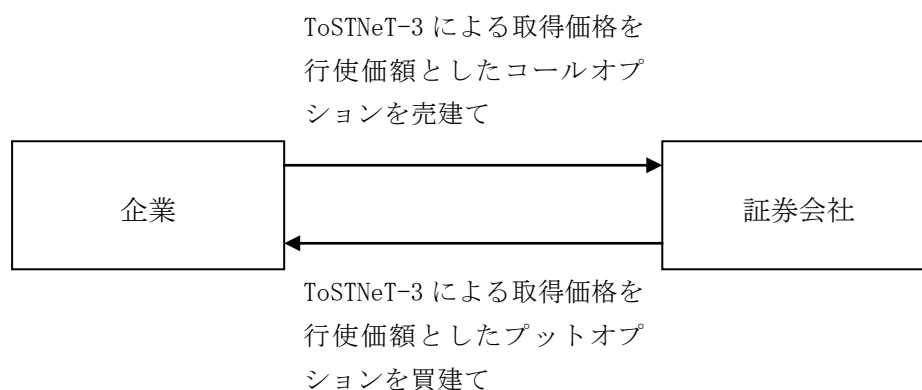 ToSTNeT-3 による取得価格を
行使価額としたコールオプ
ションを売建て
企業
証券会社
ToSTNeT-3 による取得価格を
行使価額としたプットオプ
ションを買建て